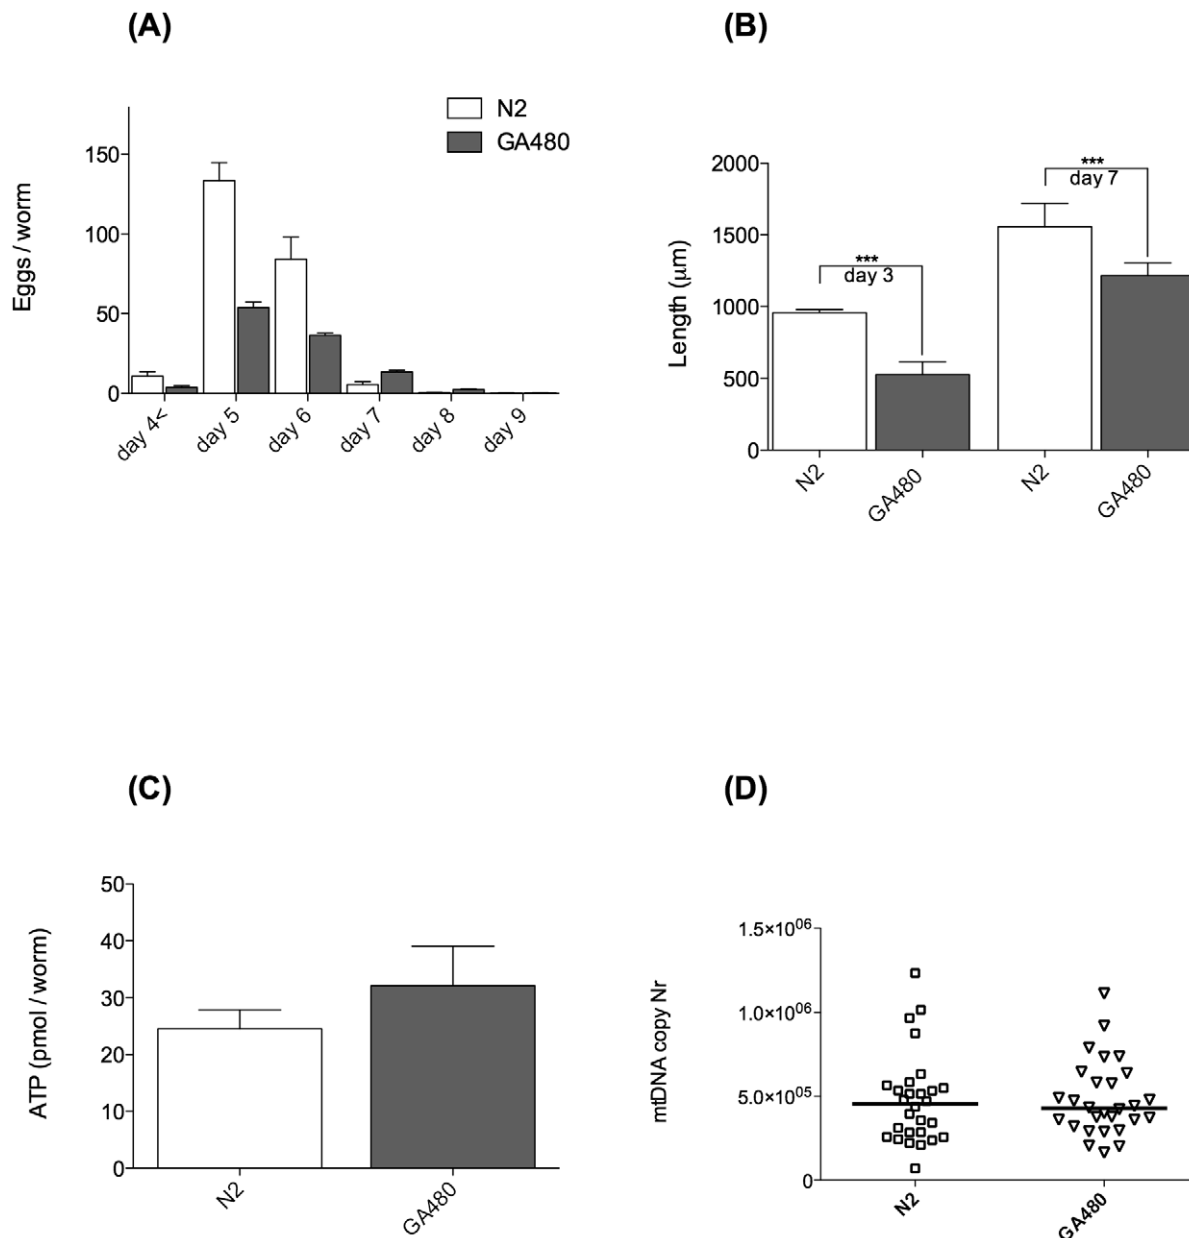 (A)
N2
GA480
Eggs / worm
150
100
50
0
day 4<
day 5
day 6
day 7
day 8
day 9
(B)
Length (μm)
2000
1500
1000
500
0
***
day 3
***
day 7
N2
GA480
N2
GA480
(C)
ATP (pmol / worm)
50
40
30
20
10
0
N2
GA480
(D)
mtDNA copy Nr
1.5×10⁰⁶
1.0×10⁰⁶
5.0×10⁰⁵
0
N2
GA480